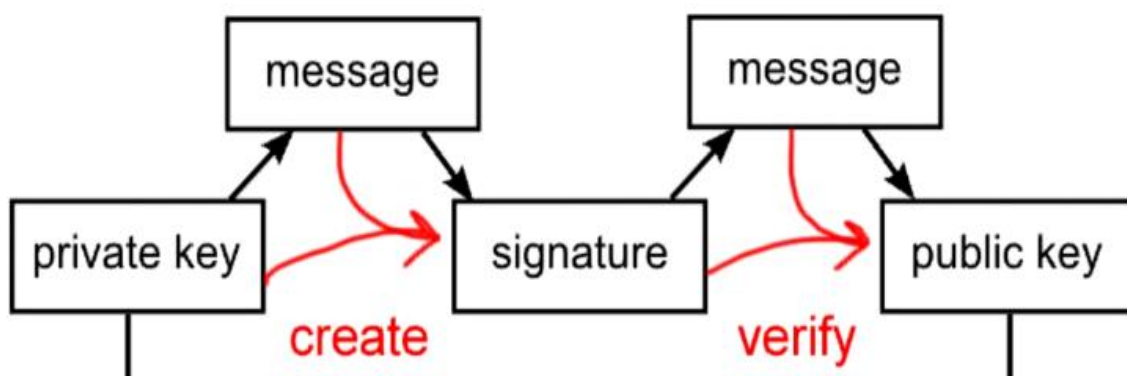 message
message
private key
signature
public key
create
verify